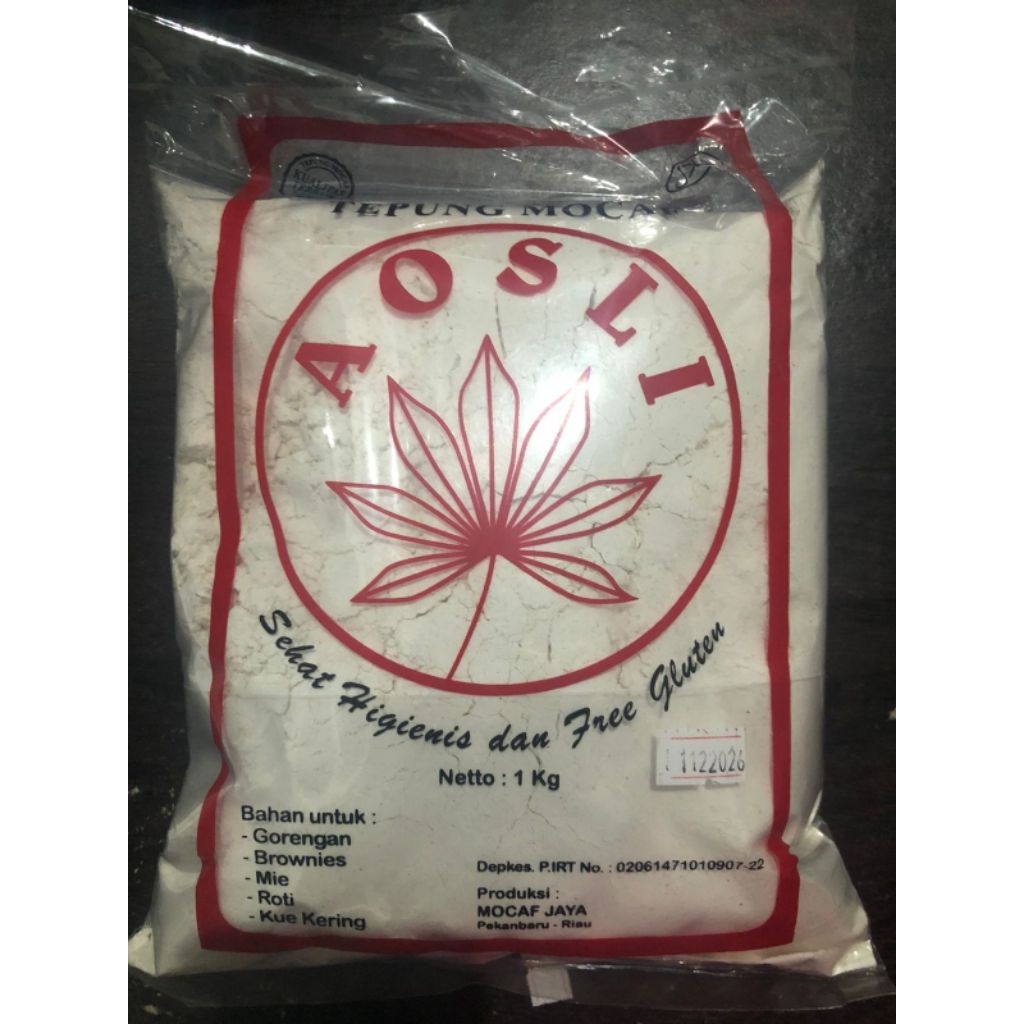 TEPUNG MOCAF
AOSLI
Sehat Higienis dan Free Gluten
Netto : 1 Kg
1122026
Bahan untuk :
- Gorengan
- Brownies
- Mie
- Roti
- Kue Kering
Depkes. P.IRT No. : 02061471010907-22
Produksi :
MOCAF JAYA
Pekanbaru - Riau